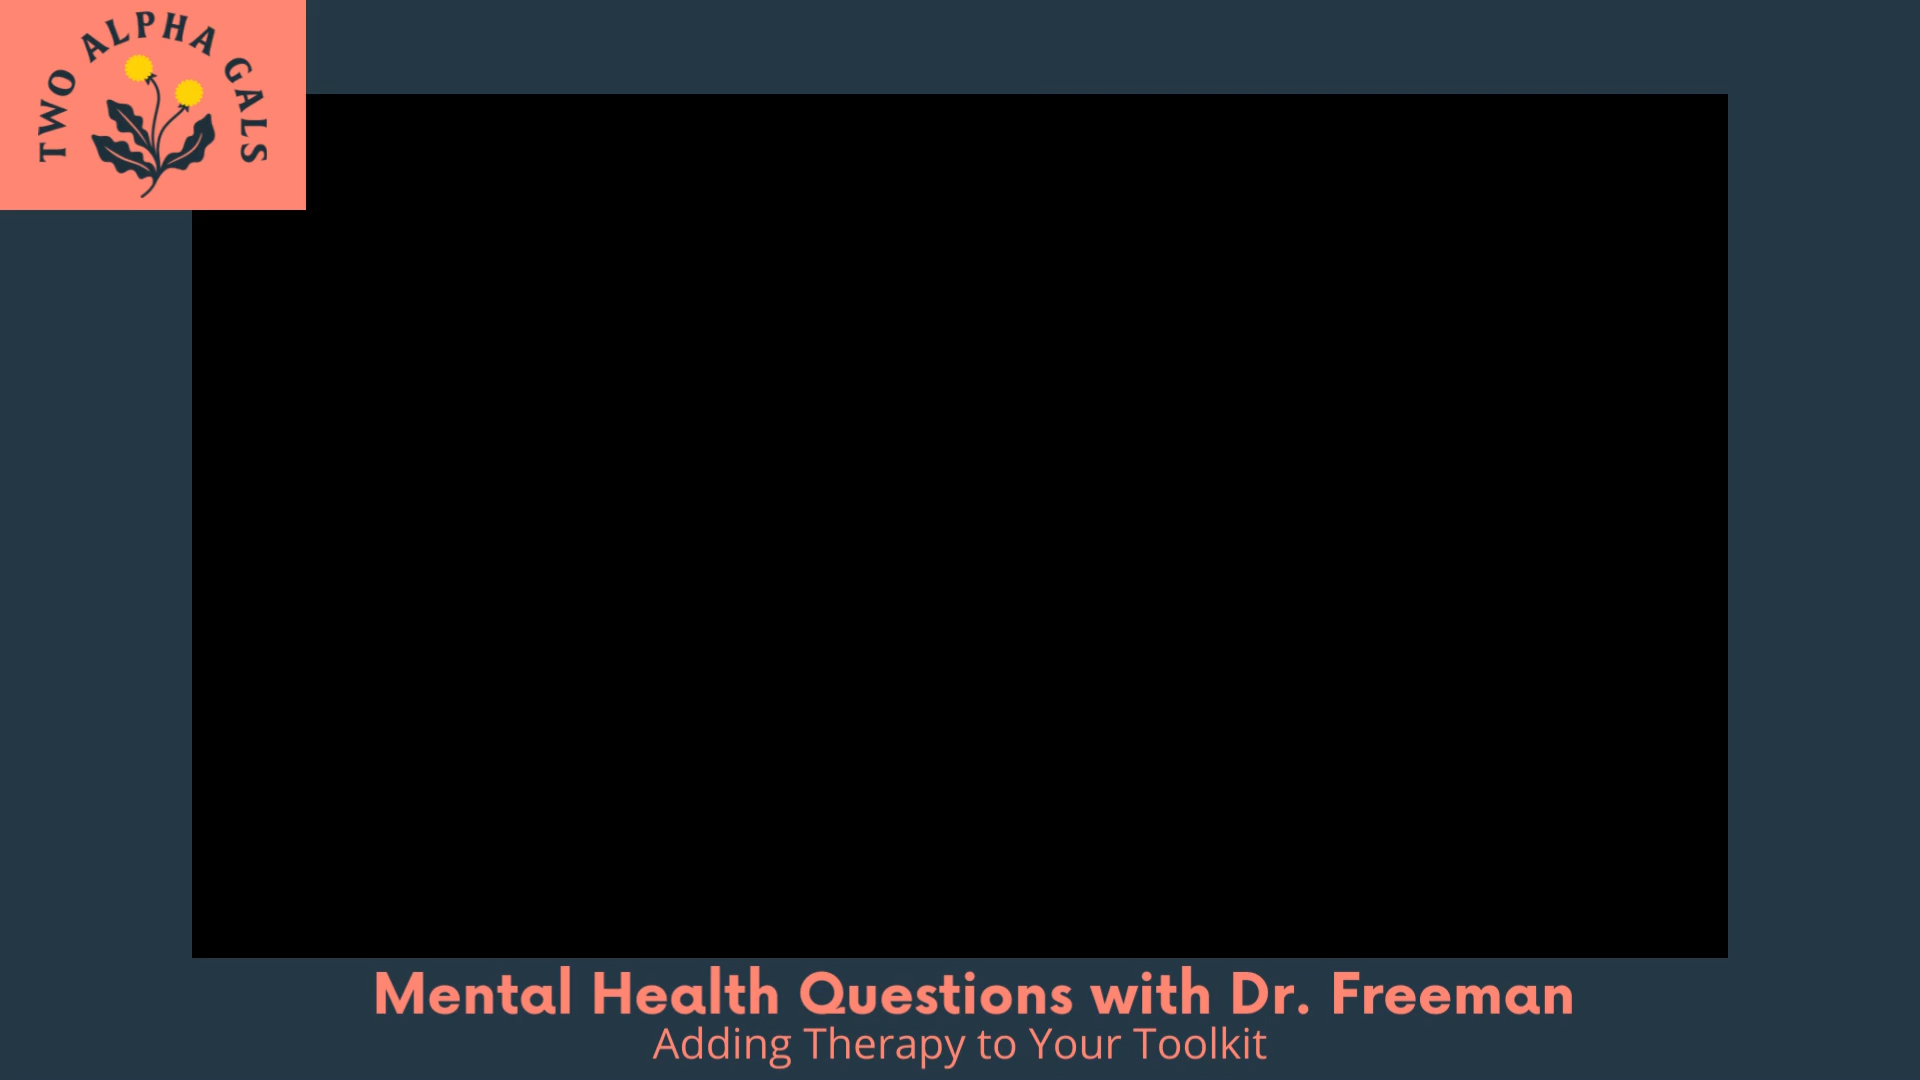 TWO ALPHA GALS
Mental Health Questions with Dr. Freeman
Adding Therapy to Your Toolkit